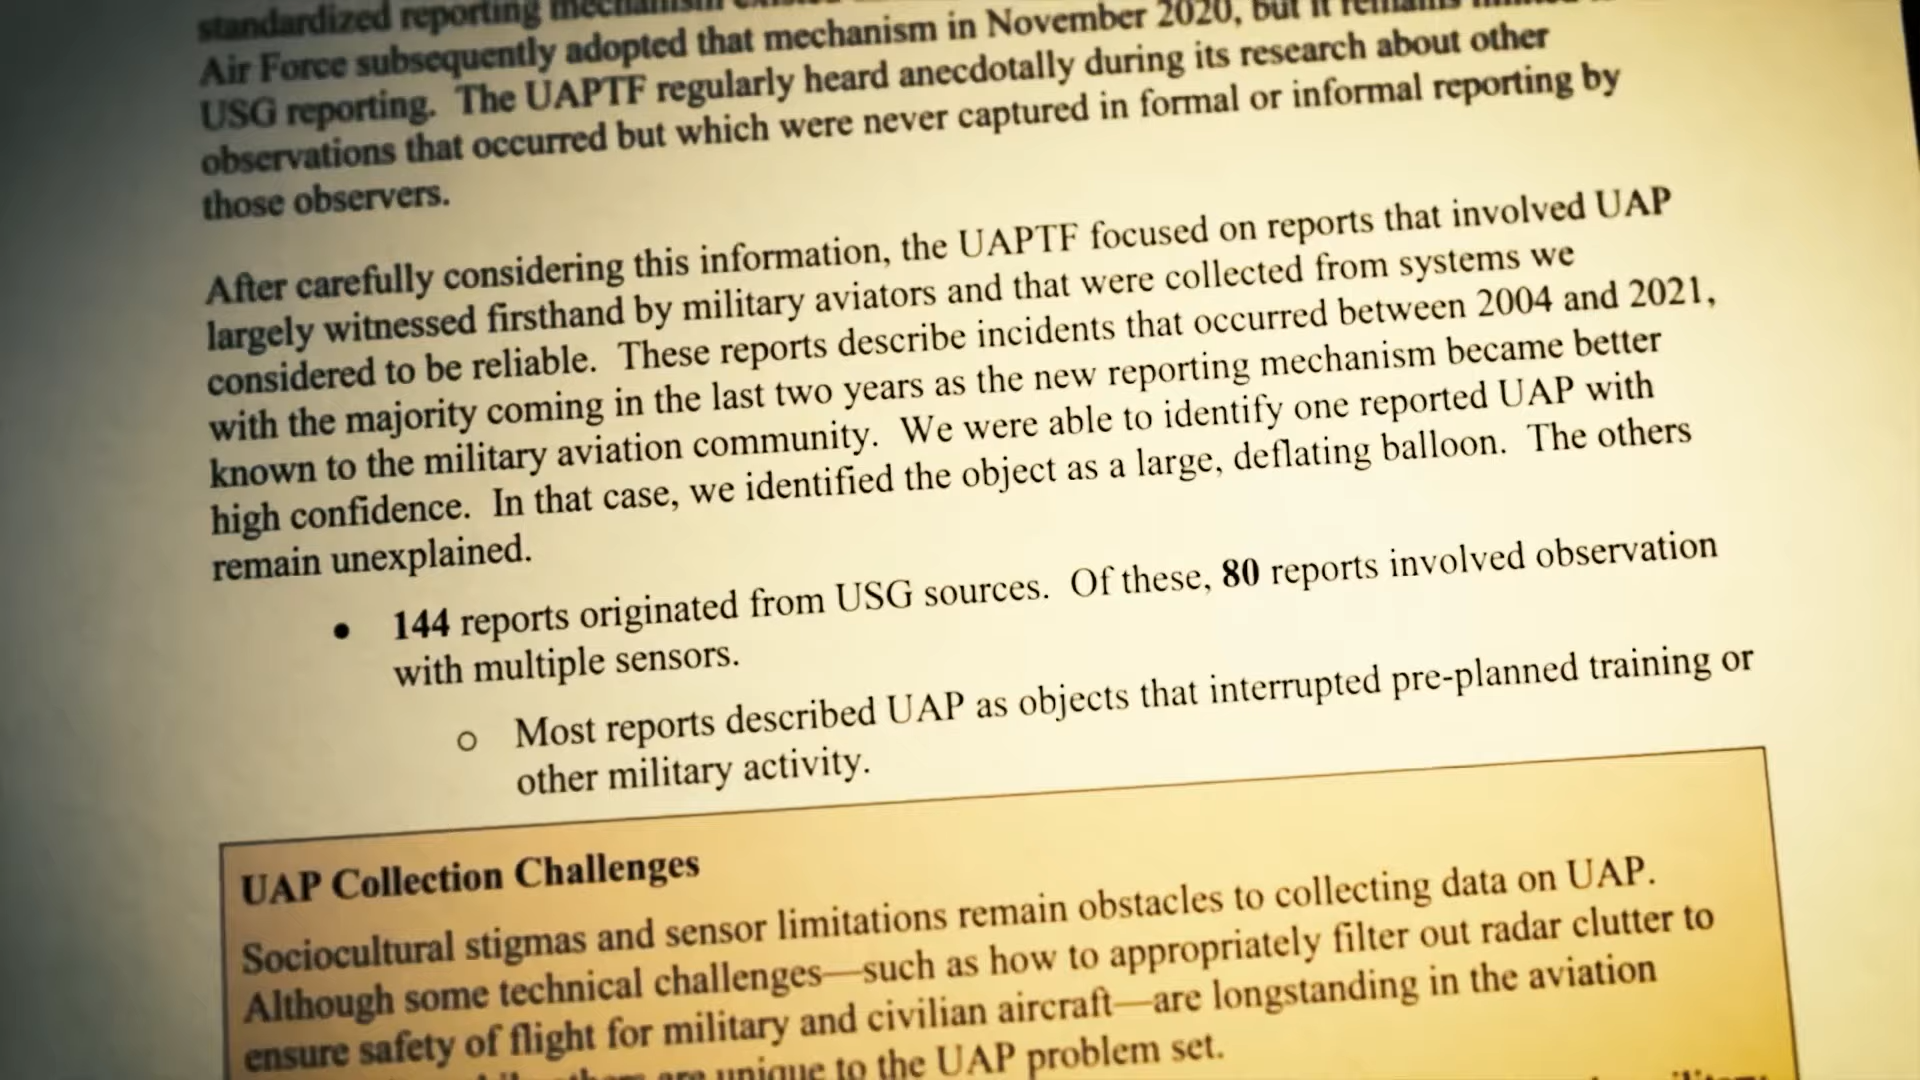 standardized reporting mechanism
Air Force subsequently adopted that mechanism in November 2020, but it remains
USG reporting. The UAPTF regularly heard anecdotally during its research about other
observations that occurred but which were never captured in formal or informal reporting by
those observers.
After carefully considering this information, the UAPTF focused on reports that involved UAP
largely witnessed firsthand by military aviators and that were collected from systems we
considered to be reliable. These reports describe incidents that occurred between 2004 and 2021,
with the majority coming in the last two years as the new reporting mechanism became better
known to the military aviation community. We were able to identify one reported UAP with
high confidence. In that case, we identified the object as a large, deflating balloon. The others
remain unexplained.
• 144 reports originated from USG sources. Of these, 80 reports involved observation
with multiple sensors.
o Most reports described UAP as objects that interrupted pre-planned training or
other military activity.
UAP Collection Challenges
Sociocultural stigmas and sensor limitations remain obstacles to collecting data on UAP.
Although some technical challenges—such as how to appropriately filter out radar clutter to
ensure safety of flight for military and civilian aircraft—are longstanding in the aviation
are unique to the UAP problem set.